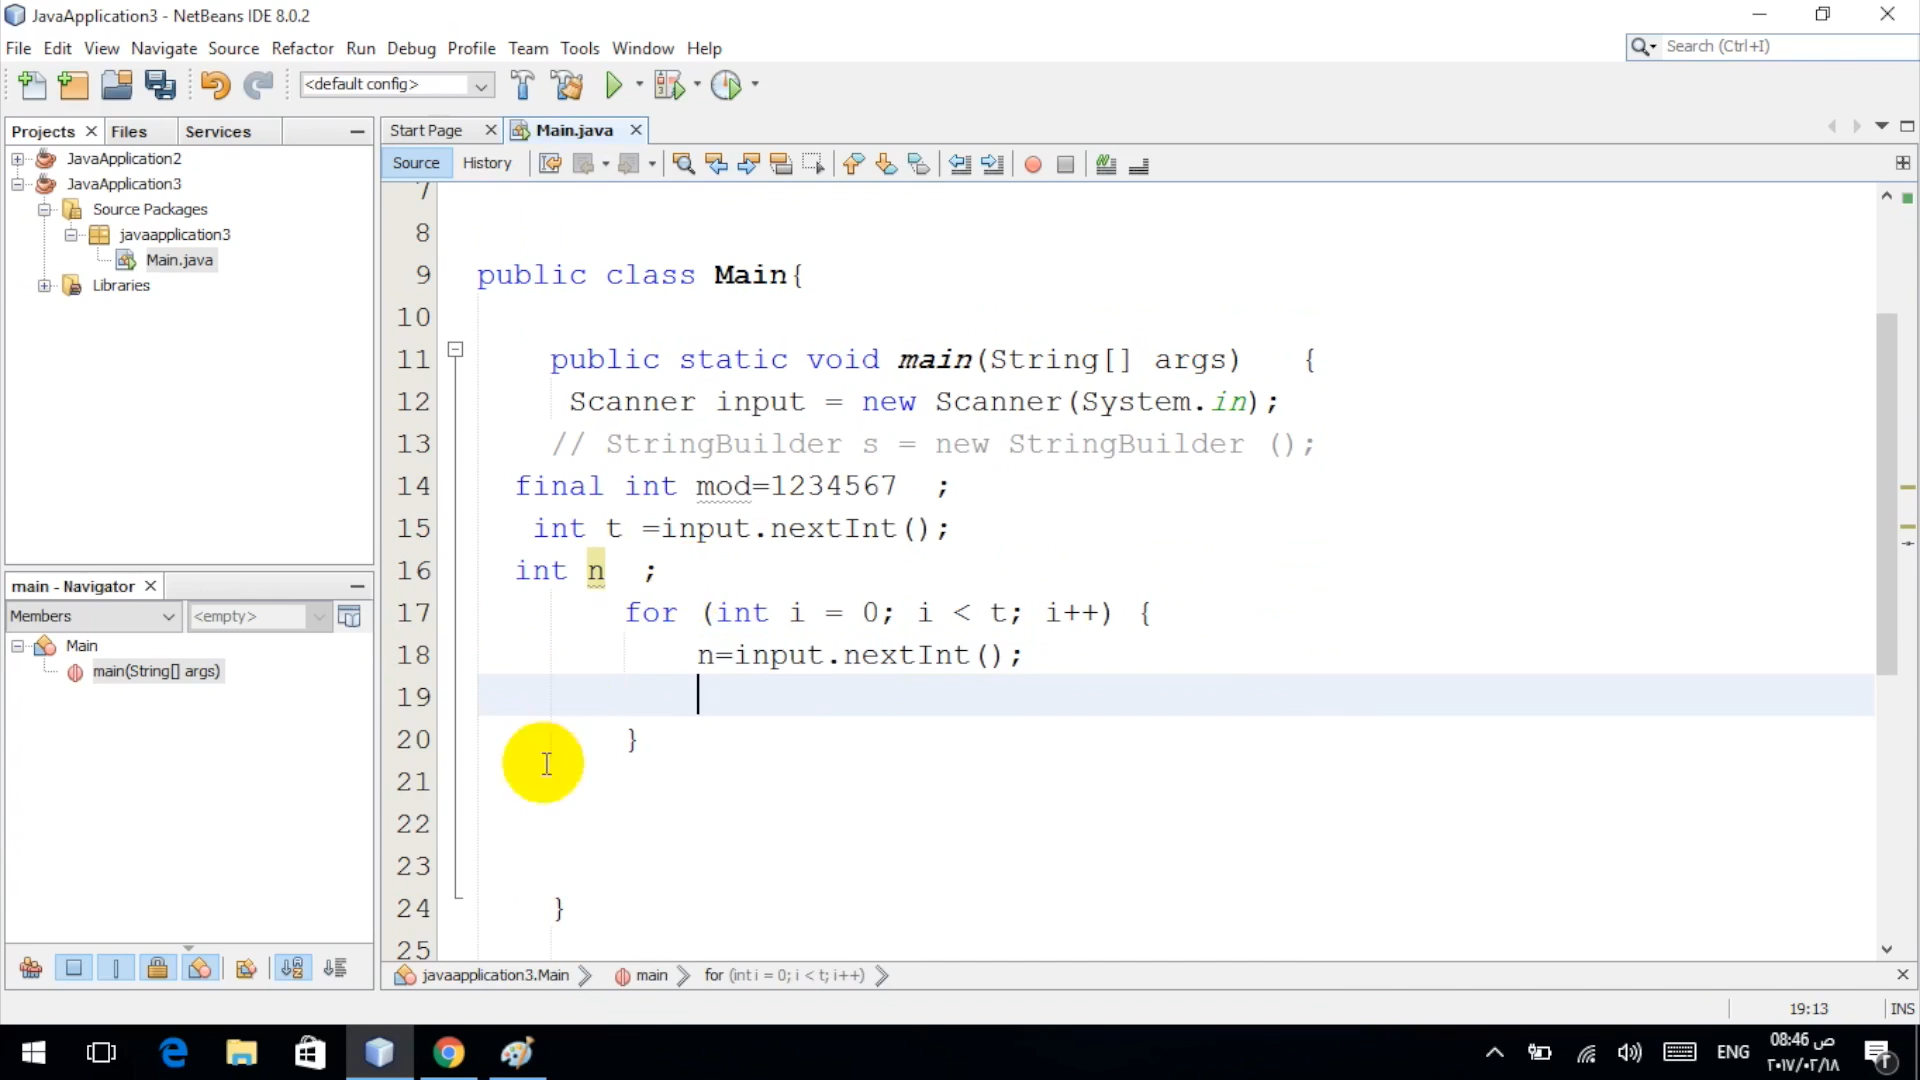 JavaApplication3 - NetBeans IDE 8.0.2
File Edit View Navigate Source Refactor Run Debug Profile Team Tools Window Help
Search (Ctrl+I)
<default config>
Projects Files Services
Start Page Main.java
Source History
JavaApplication2
JavaApplication3
Source Packages
javaapplication3
Main.java
Libraries
7
8
9 public class Main{
10
11 public static void main(String[] args) {
12 Scanner input = new Scanner(System.in);
13 // StringBuilder s = new StringBuilder ();
14 final int mod=1234567 ;
15 int t =input.nextInt();
16 int n ;
17 for (int i = 0; i < t; i++) {
18 n=input.nextInt();
19
20 }
21
22
23
24 }
25
main - Navigator
Members <empty>
Main
main(String[] args)
javaapplication3.Main main for (int i = 0; i < t; i++)
19:13 INS
ENG
08:46 ص
٢٠١٧/٠٢/١٨
٢